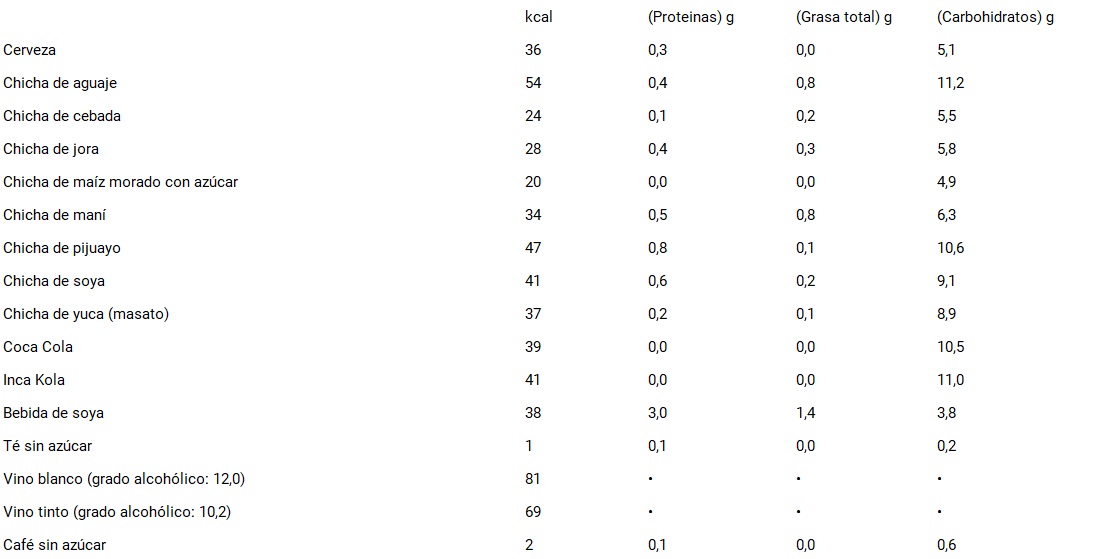 kcal (Proteinas) g (Grasa total) g (Carbohidratos) g
Cerveza 36 0,3 0,0 5,1
Chicha de aguaje 54 0,4 0,8 11,2
Chicha de cebada 24 0,1 0,2 5,5
Chicha de jora 28 0,4 0,3 5,8
Chicha de maíz morado con azúcar 20 0,0 0,0 4,9
Chicha de maní 34 0,5 0,8 6,3
Chicha de pijuayo 47 0,8 0,1 10,6
Chicha de soya 41 0,6 0,2 9,1
Chicha de yuca (masato) 37 0,2 0,1 8,9
Coca Cola 39 0,0 0,0 10,5
Inca Kola 41 0,0 0,0 11,0
Bebida de soya 38 3,0 1,4 3,8
Té sin azúcar 1 0,1 0,0 0,2
Vino blanco (grado alcohólico: 12,0) 81 • • •
Vino tinto (grado alcohólico: 10,2) 69 • • •
Café sin azúcar 2 0,1 0,0 0,6